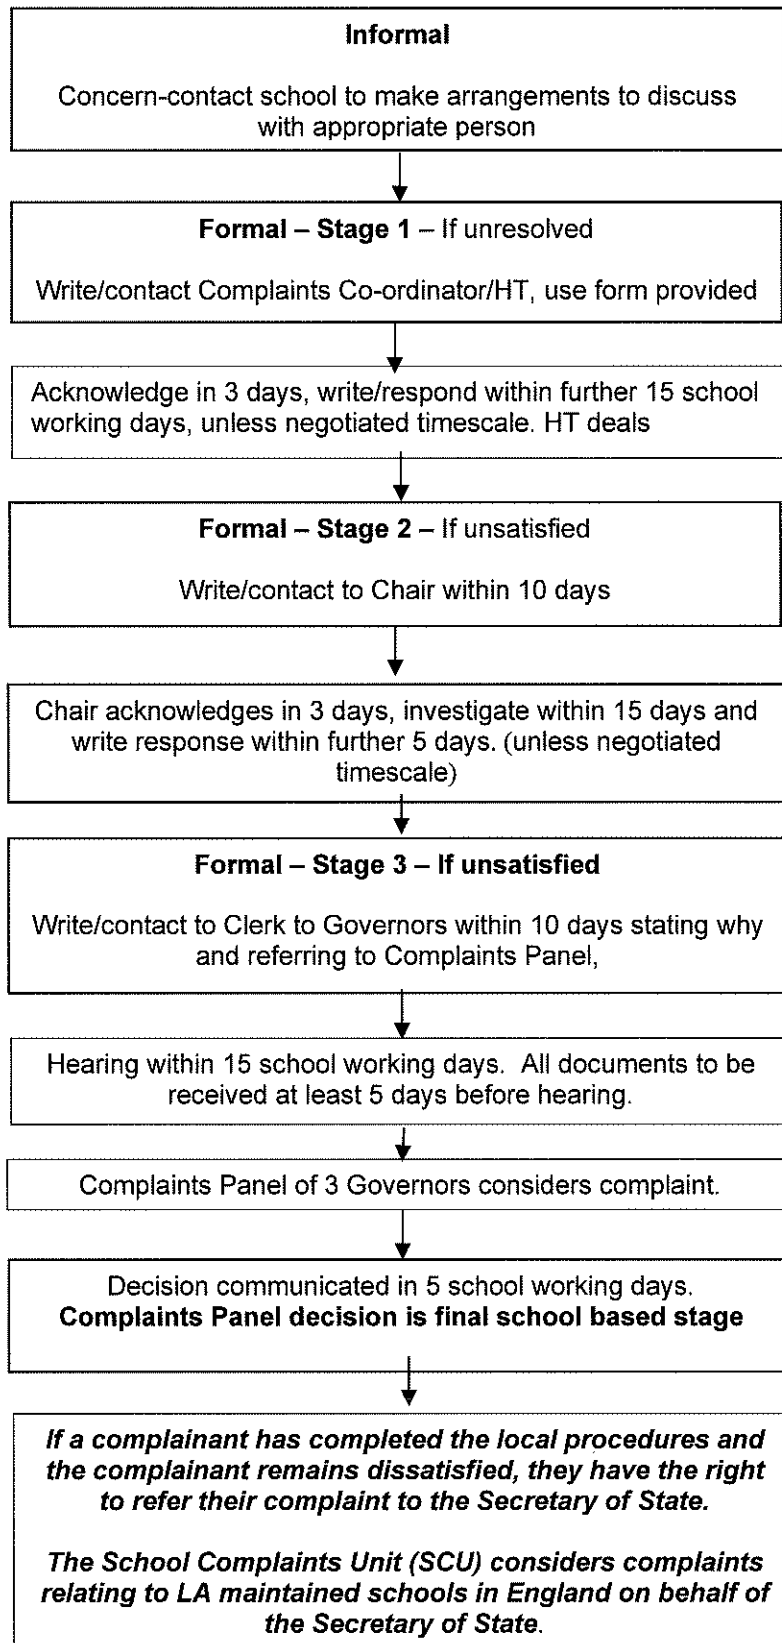 Informal
Concern-contact school to make arrangements to discuss
with appropriate person
Formal – Stage 1 – If unresolved
Write/contact Complaints Co-ordinator/HT, use form provided
Acknowledge in 3 days, write/respond within further 15 school
working days, unless negotiated timescale. HT deals
Formal – Stage 2 – If unsatisfied
Write/contact to Chair within 10 days
Chair acknowledges in 3 days, investigate within 15 days and
write response within further 5 days. (unless negotiated
timescale)
Formal – Stage 3 – If unsatisfied
Write/contact to Clerk to Governors within 10 days stating why
and referring to Complaints Panel,
Hearing within 15 school working days.  All documents to be
received at least 5 days before hearing.
Complaints Panel of 3 Governors considers complaint.
Decision communicated in 5 school working days.
Complaints Panel decision is final school based stage
If a complainant has completed the local procedures and
the complainant remains dissatisfied, they have the right
to refer their complaint to the Secretary of State.
The School Complaints Unit (SCU) considers complaints
relating to LA maintained schools in England on behalf of
the Secretary of State.